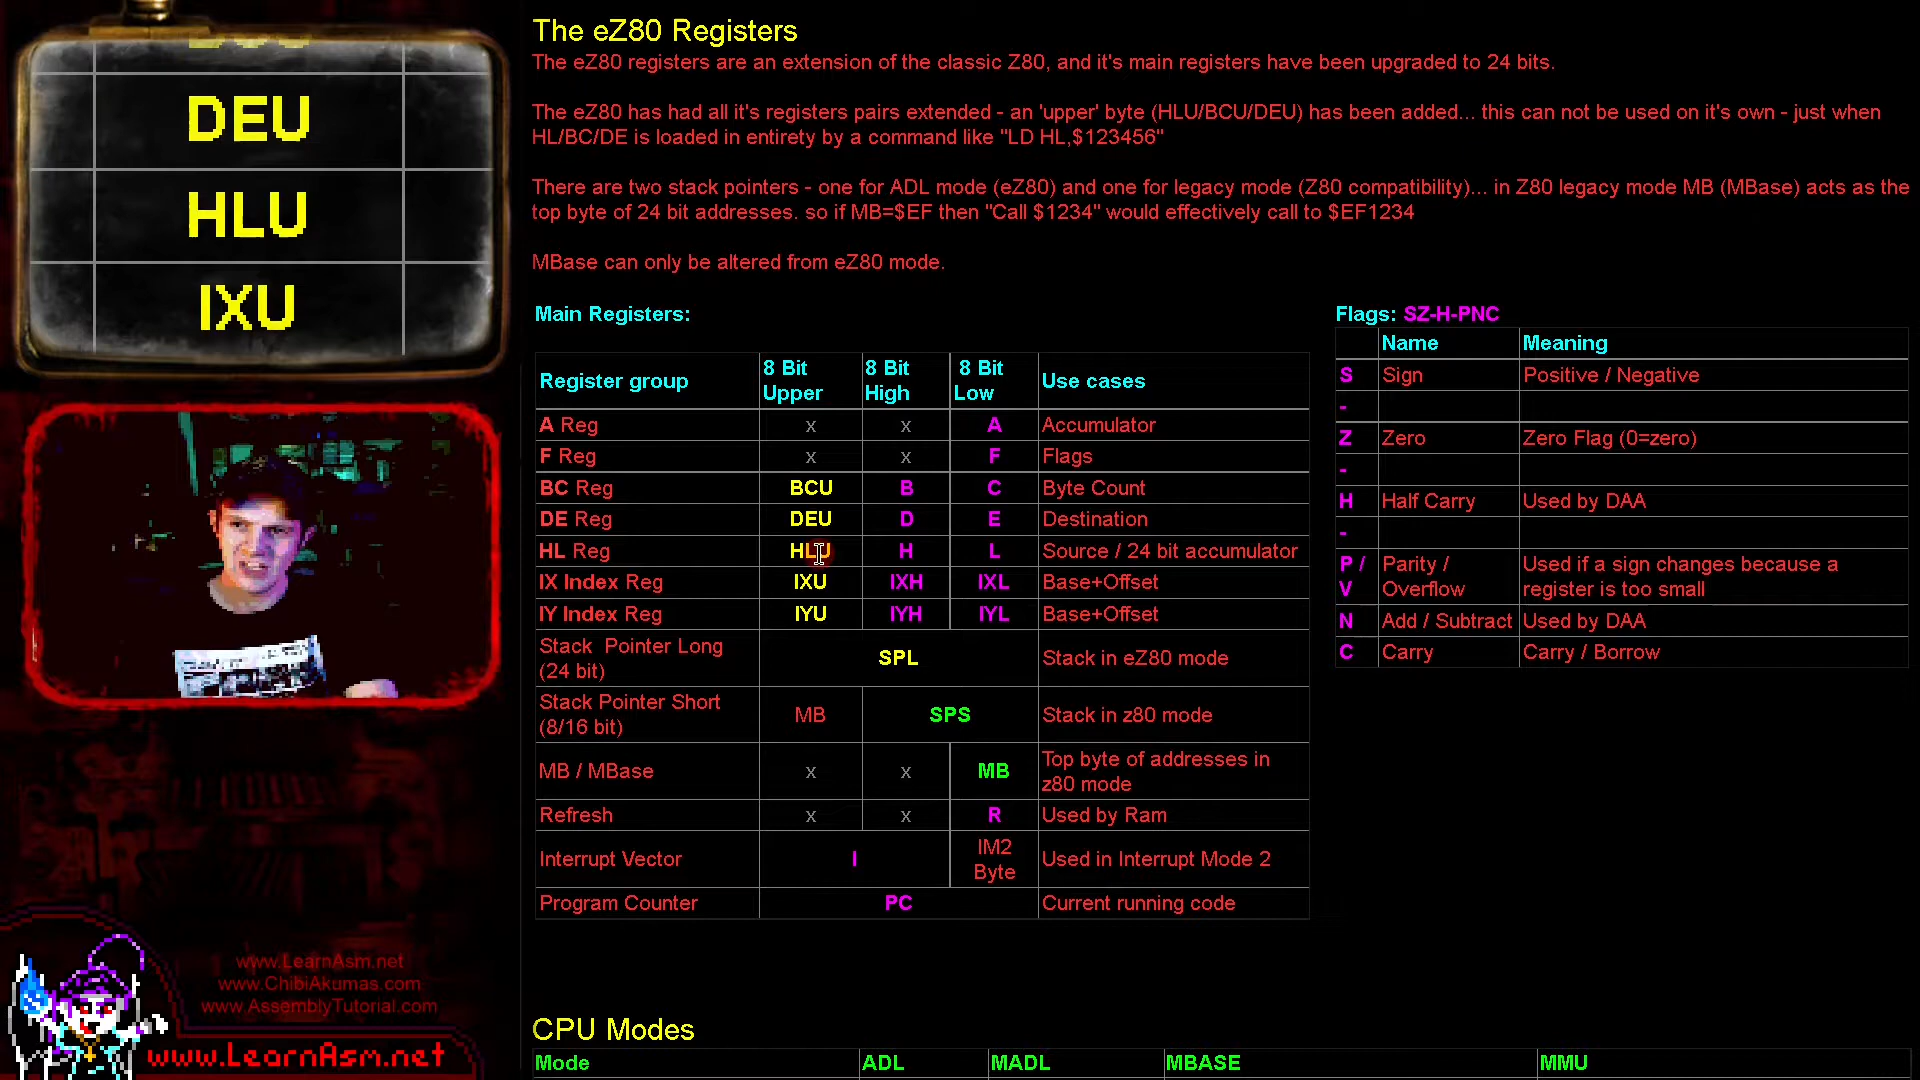 DEU
HLU
IXU
The eZ80 Registers
The eZ80 registers are an extension of the classic Z80, and it's main registers have been upgraded to 24 bits.
The eZ80 has had all it's registers pairs extended - an 'upper' byte (HLU/BCU/DEU) has been added... this can not be used on it's own - just when
HL/BC/DE is loaded in entirety by a command like "LD HL,$123456"
There are two stack pointers - one for ADL mode (eZ80) and one for legacy mode (Z80 compatibility)... in Z80 legacy mode MB (MBase) acts as the
top byte of 24 bit addresses. so if MB=$EF then "Call $1234" would effectively call to $EF1234
MBase can only be altered from eZ80 mode.
Main Registers:
Register group 8 Bit Upper 8 Bit High 8 Bit Low Use cases
A Reg x x A Accumulator
F Reg x x F Flags
BC Reg BCU B C Byte Count
DE Reg DEU D E Destination
HL Reg HLU H L Source / 24 bit accumulator
IX Index Reg IXU IXH IXL Base+Offset
IY Index Reg IYU IYH IYL Base+Offset
Stack Pointer Long (24 bit) SPL Stack in eZ80 mode
Stack Pointer Short (8/16 bit) MB SPS Stack in z80 mode
MB / MBase x x MB Top byte of addresses in z80 mode
Refresh x x R Used by Ram
Interrupt Vector I IM2 Byte Used in Interrupt Mode 2
Program Counter PC Current running code
Flags: SZ-H-PNC
Name Meaning
S Sign Positive / Negative
-
Z Zero Zero Flag (0=zero)
-
H Half Carry Used by DAA
-
P / V Parity / Overflow Used if a sign changes because a register is too small
N Add / Subtract Used by DAA
C Carry Carry / Borrow
CPU Modes
Mode ADL MADL MBASE MMU
www.LearnAsm.net
www.ChibiAkumas.com
www.AssemblyTutorial.com
www.LearnAsm.net